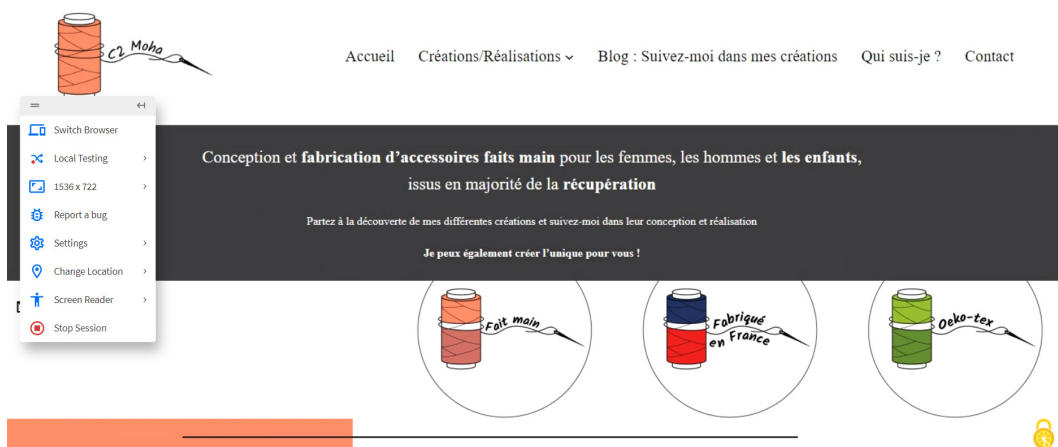 C2 Moha
Accueil Créations/Réalisations Blog : Suivez-moi dans mes créations Qui suis-je ? Contact
Switch Browser
Local Testing
1536 x 722
Report a bug
Settings
Change Location
Screen Reader
Stop Session
Conception et fabrication d’accessoires faits main pour les femmes, les hommes et les enfants,
issus en majorité de la récupération
Partez à la découverte de mes différentes créations et suivez-moi dans leur conception et réalisation
Je peux également créer l’unique pour vous !
Fait main
Fabriqué
en France
Oeko-tex